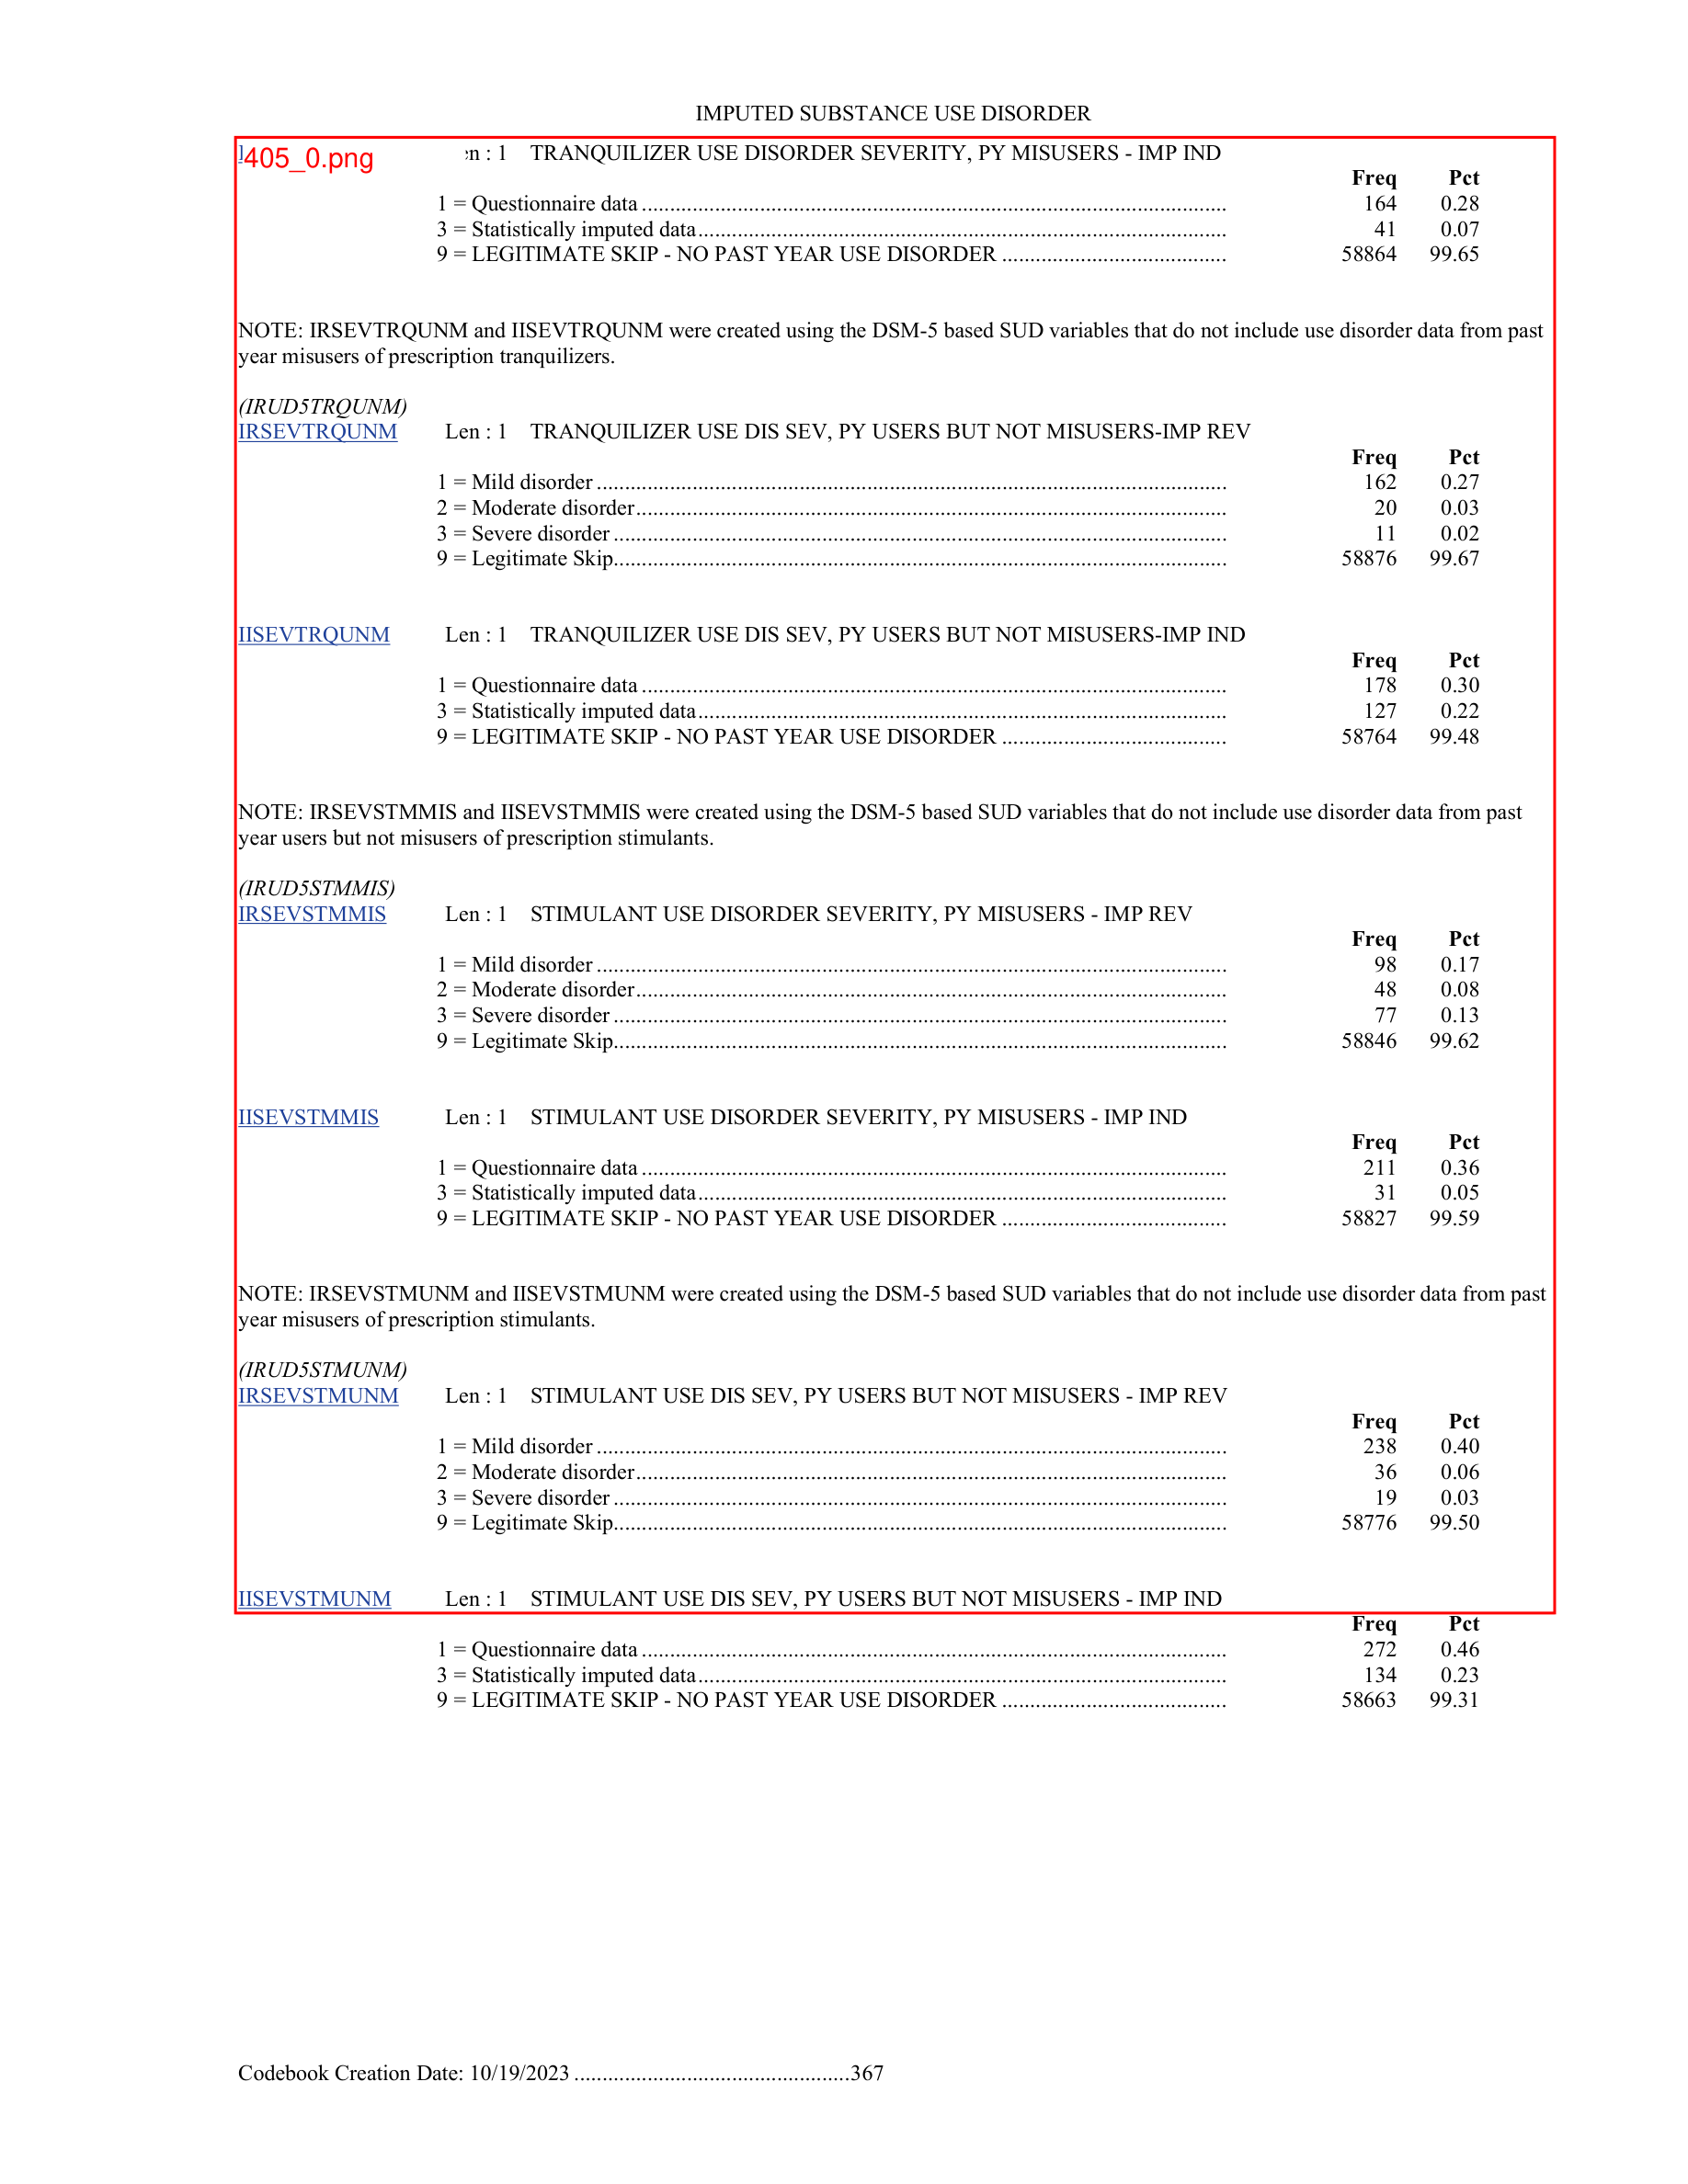 IMPUTED SUBSTANCE USE DISORDER
405_0.png : 1 TRANQUILIZER USE DISORDER SEVERITY, PY MISUSERS - IMP IND
Freq Pct
1 = Questionnaire data ........................................................................................................ 164 0.28
3 = Statistically imputed data.............................................................................................. 41 0.07
9 = LEGITIMATE SKIP - NO PAST YEAR USE DISORDER ........................................ 58864 99.65
NOTE: IRSEVTRQUNM and IISEVTRQUNM were created using the DSM-5 based SUD variables that do not include use disorder data from past
year misusers of prescription tranquilizers.
(IRUD5TRQUNM)
IRSEVTRQUNM Len : 1 TRANQUILIZER USE DIS SEV, PY USERS BUT NOT MISUSERS-IMP REV
Freq Pct
1 = Mild disorder ................................................................................................................ 162 0.27
2 = Moderate disorder......................................................................................................... 20 0.03
3 = Severe disorder ............................................................................................................. 11 0.02
9 = Legitimate Skip............................................................................................................. 58876 99.67
IISEVTRQUNM Len : 1 TRANQUILIZER USE DIS SEV, PY USERS BUT NOT MISUSERS-IMP IND
Freq Pct
1 = Questionnaire data ........................................................................................................ 178 0.30
3 = Statistically imputed data.............................................................................................. 127 0.22
9 = LEGITIMATE SKIP - NO PAST YEAR USE DISORDER ........................................ 58764 99.48
NOTE: IRSEVSTMMIS and IISEVSTMMIS were created using the DSM-5 based SUD variables that do not include use disorder data from past
year users but not misusers of prescription stimulants.
(IRUD5STMMIS)
IRSEVSTMMIS Len : 1 STIMULANT USE DISORDER SEVERITY, PY MISUSERS - IMP REV
Freq Pct
1 = Mild disorder ................................................................................................................ 98 0.17
2 = Moderate disorder......................................................................................................... 48 0.08
3 = Severe disorder ............................................................................................................. 77 0.13
9 = Legitimate Skip............................................................................................................. 58846 99.62
IISEVSTMMIS Len : 1 STIMULANT USE DISORDER SEVERITY, PY MISUSERS - IMP IND
Freq Pct
1 = Questionnaire data ........................................................................................................ 211 0.36
3 = Statistically imputed data.............................................................................................. 31 0.05
9 = LEGITIMATE SKIP - NO PAST YEAR USE DISORDER ........................................ 58827 99.59
NOTE: IRSEVSTMUNM and IISEVSTMUNM were created using the DSM-5 based SUD variables that do not include use disorder data from past
year misusers of prescription stimulants.
(IRUD5STMUNM)
IRSEVSTMUNM Len : 1 STIMULANT USE DIS SEV, PY USERS BUT NOT MISUSERS - IMP REV
Freq Pct
1 = Mild disorder ................................................................................................................ 238 0.40
2 = Moderate disorder......................................................................................................... 36 0.06
3 = Severe disorder ............................................................................................................. 19 0.03
9 = Legitimate Skip............................................................................................................. 58776 99.50
IISEVSTMUNM Len : 1 STIMULANT USE DIS SEV, PY USERS BUT NOT MISUSERS - IMP IND
Freq Pct
1 = Questionnaire data ........................................................................................................ 272 0.46
3 = Statistically imputed data.............................................................................................. 134 0.23
9 = LEGITIMATE SKIP - NO PAST YEAR USE DISORDER ........................................ 58663 99.31
Codebook Creation Date: 10/19/2023 .................................................367